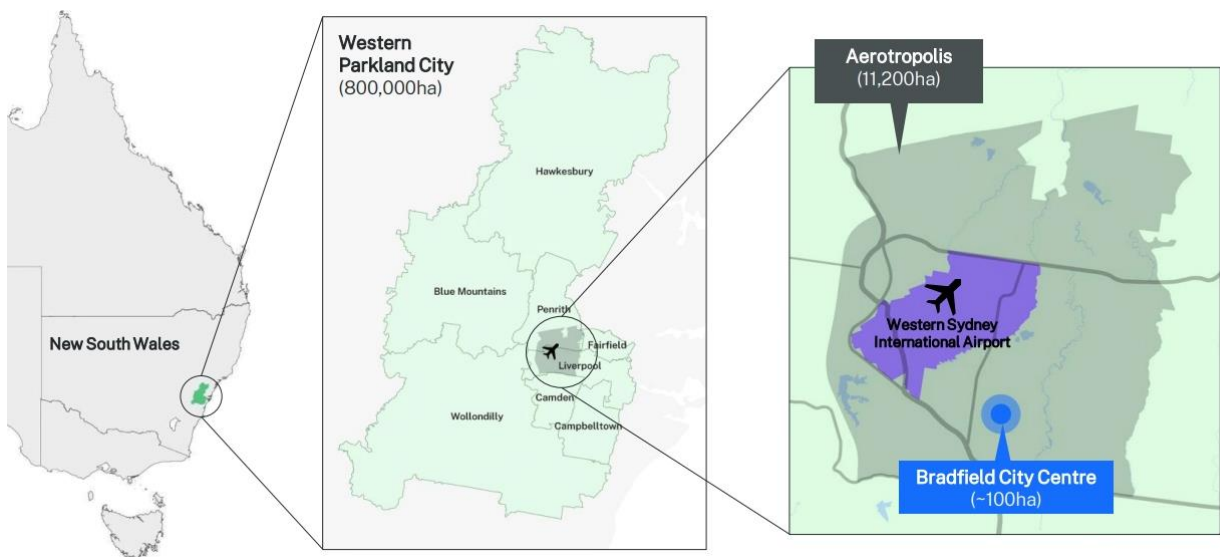 New South Wales
Western
Parkland City
(800,000ha)
Hawkesbury
Blue Mountains
Penrith
Fairfield
Liverpool
Camden
Wollondilly
Campbelltown
Aerotropolis
(11,200ha)
Western Sydney
International Airport
Bradfield City Centre
(~100ha)